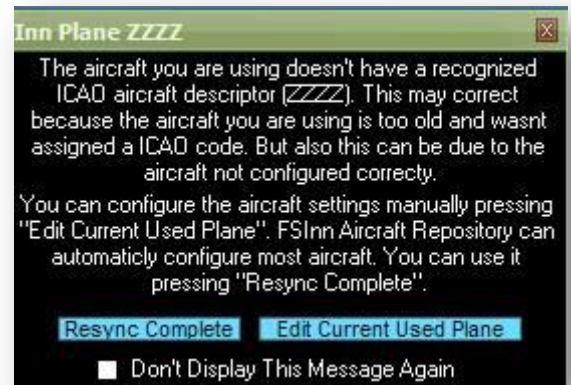 Inn Plane ZZZZ
The aircraft you are using doesn't have a recognized
ICAO aircraft descriptor (ZZZZ). This may correct
because the aircraft you are using is too old and wasnt
assigned a ICAO code. But also this can be due to the
aircraft not configured correcty.
You can configure the aircraft settings manually pressing
"Edit Current Used Plane". FSInn Aircraft Repository can
automaticly configure most aircraft. You can use it
pressing "Resync Complete".
Resync Complete Edit Current Used Plane
Don't Display This Message Again